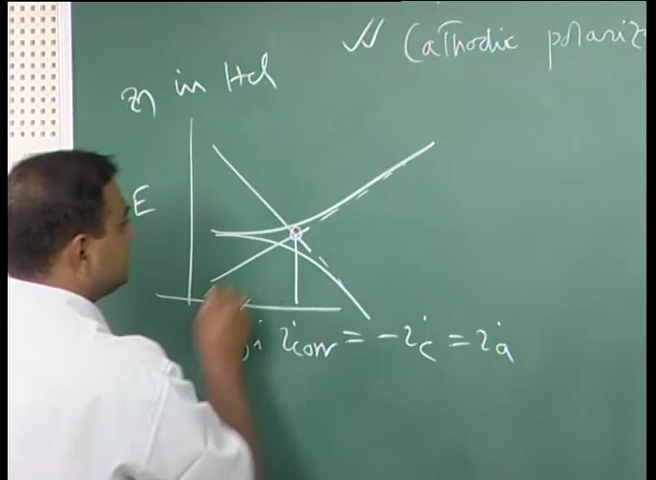 Cathodic polariz
Zn in Hcl
E
i icorr = -ic = ia